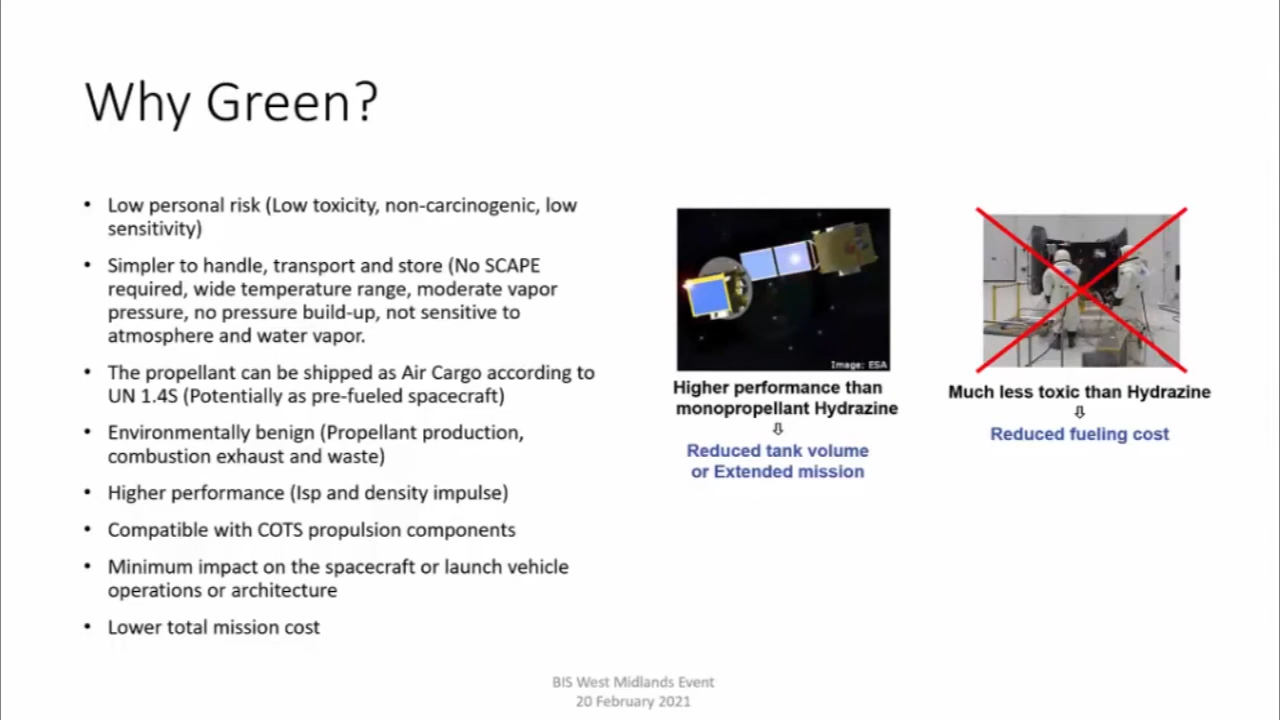 Why Green?
• Low personal risk (Low toxicity, non-carcinogenic, low
sensitivity)
• Simpler to handle, transport and store (No SCAPE
required, wide temperature range, moderate vapor
pressure, no pressure build-up, not sensitive to
atmosphere and water vapor.
• The propellant can be shipped as Air Cargo according to
UN 1.4S (Potentially as pre-fueled spacecraft)
• Environmentally benign (Propellant production,
combustion exhaust and waste)
• Higher performance (Isp and density impulse)
• Compatible with COTS propulsion components
• Minimum impact on the spacecraft or launch vehicle
operations or architecture
• Lower total mission cost
Image: ESA
Higher performance than
monopropellant Hydrazine
⇩
Reduced tank volume
or Extended mission
Much less toxic than Hydrazine
⇩
Reduced fueling cost
BIS West Midlands Event
20 February 2021